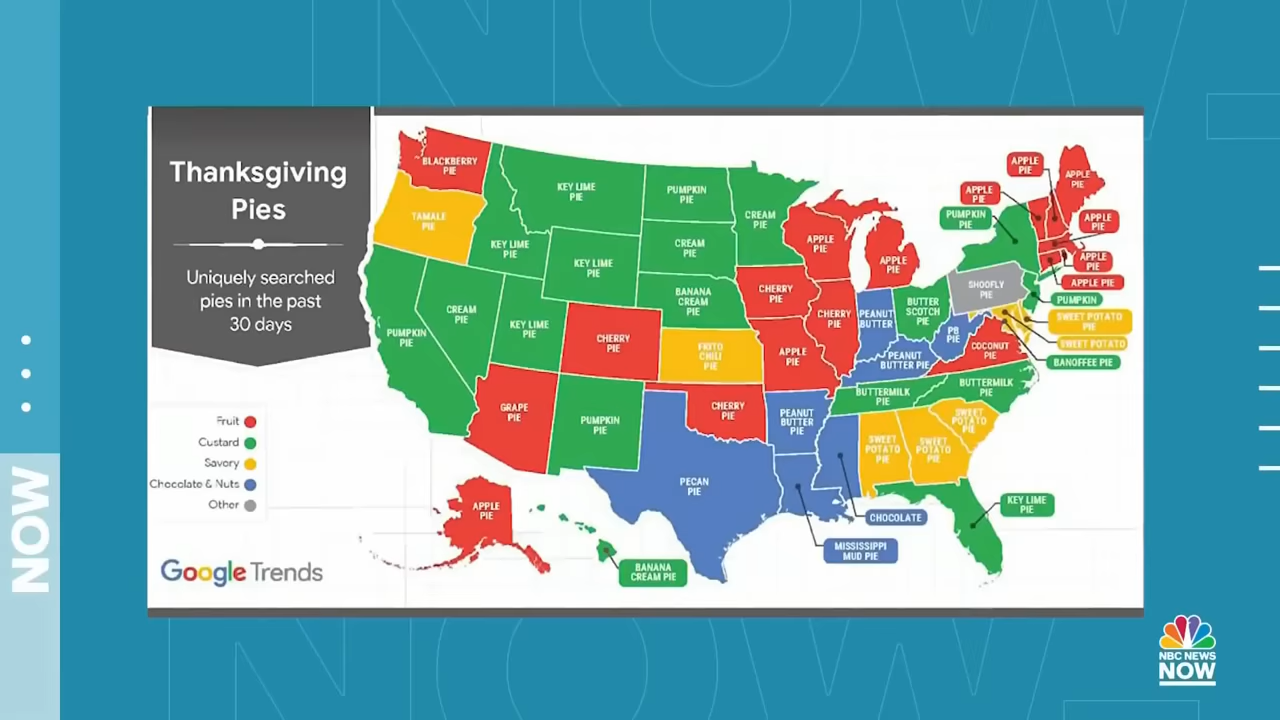 NOW
Thanksgiving
Pies
Uniquely searched
pies in the past
30 days
Fruit
Custard
Savory
Chocolate & Nuts
Other
Google Trends
BLACKBERRY
PIE
TAMALE
PIE
KEY LIME
PIE
KEY LIME
PIE
KEY LIME
PIE
PUMPKIN
PIE
CREAM
PIE
KEY LIME
PIE
PUMPKIN
PIE
CREAM
PIE
BANANA
CREAM PIE
CREAM
PIE
CHERRY
PIE
FRITO
CHILI
PIE
GRAPE
PIE
PUMPKIN
PIE
CHERRY
PIE
PECAN
PIE
APPLE
PIE
BANANA
CREAM PIE
APPLE
PIE
APPLE
PIE
CHERRY
PIE
CHERRY
PIE
APPLE
PIE
PEANUT
BUTTER
PIE
PEANUT
BUTTER
BUTTER
SCOTCH
PIE
PEANUT
BUTTER PIE
PB
PIE
COCONUT
PIE
BUTTERMILK
PIE
BUTTERMILK
PIE
SWEET
POTATO
PIE
SWEET
POTATO
PIE
SWEET
POTATO
PIE
CHOCOLATE
MISSISSIPPI
MUD PIE
KEY LIME
PIE
SHOOFLY
PIE
APPLE
PIE
APPLE
PIE
APPLE
PIE
PUMPKIN
PIE
APPLE
PIE
APPLE
PIE
APPLE PIE
PUMPKIN
SWEET POTATO
PIE
SWEET POTATO
BANOFFEE PIE
NBC NEWS
NOW
NOW
NOW